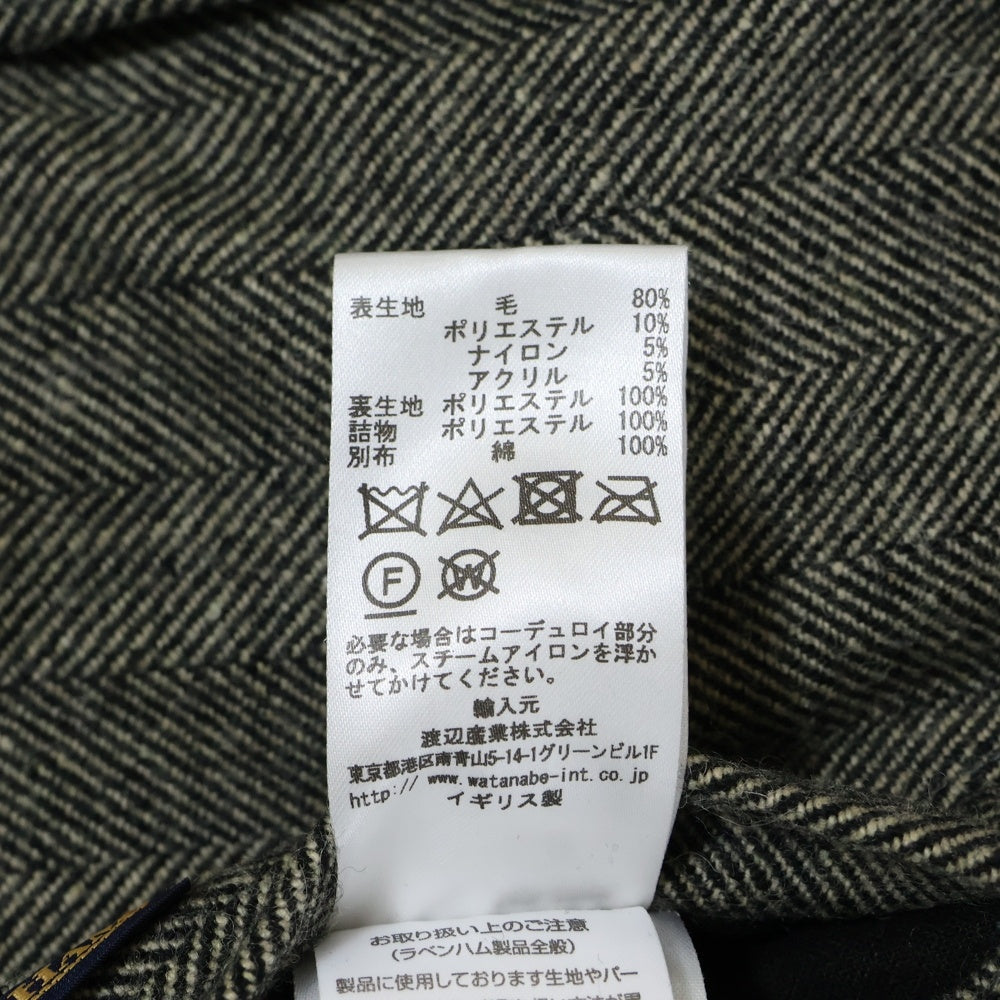 表生地 毛 80%
ポリエステル 10%
ナイロン 5%
アクリル 5%
裏生地 ポリエステル 100%
詰物 ポリエステル 100%
別布 綿 100%
F W
必要な場合はコーデュロイ部分
のみ、スチームアイロンを浮か
せてかけてください。
輸入元
渡辺産業株式会社
東京都港区南青山5-14-1グリーンビル1F
http:// www.watanabe-int.co.jp
イギリス製
お取り扱い上のご注意
(ラベンハム製品全般)
製品に使用しております生地やパー